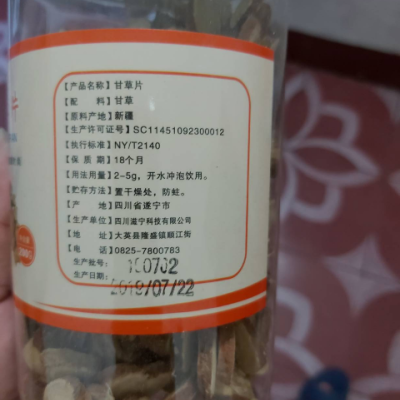 【产品名称】甘草片
【配　　料】甘草
【原料产地】新疆
【生产许可证号】SC11451092300012
【执行标准】NY/T2140
【保 质 期】18个月
【用法用量】2-5g，开水冲泡饮用。
【贮存方法】置干燥处，防蛀。
【产　　地】四川省遂宁市
【生产单位】四川道宁科技有限公司
【地　　址】大英县隆盛镇顺江街
【电　　话】0825-7800783
生产批号：
生产日期：2019/07/22